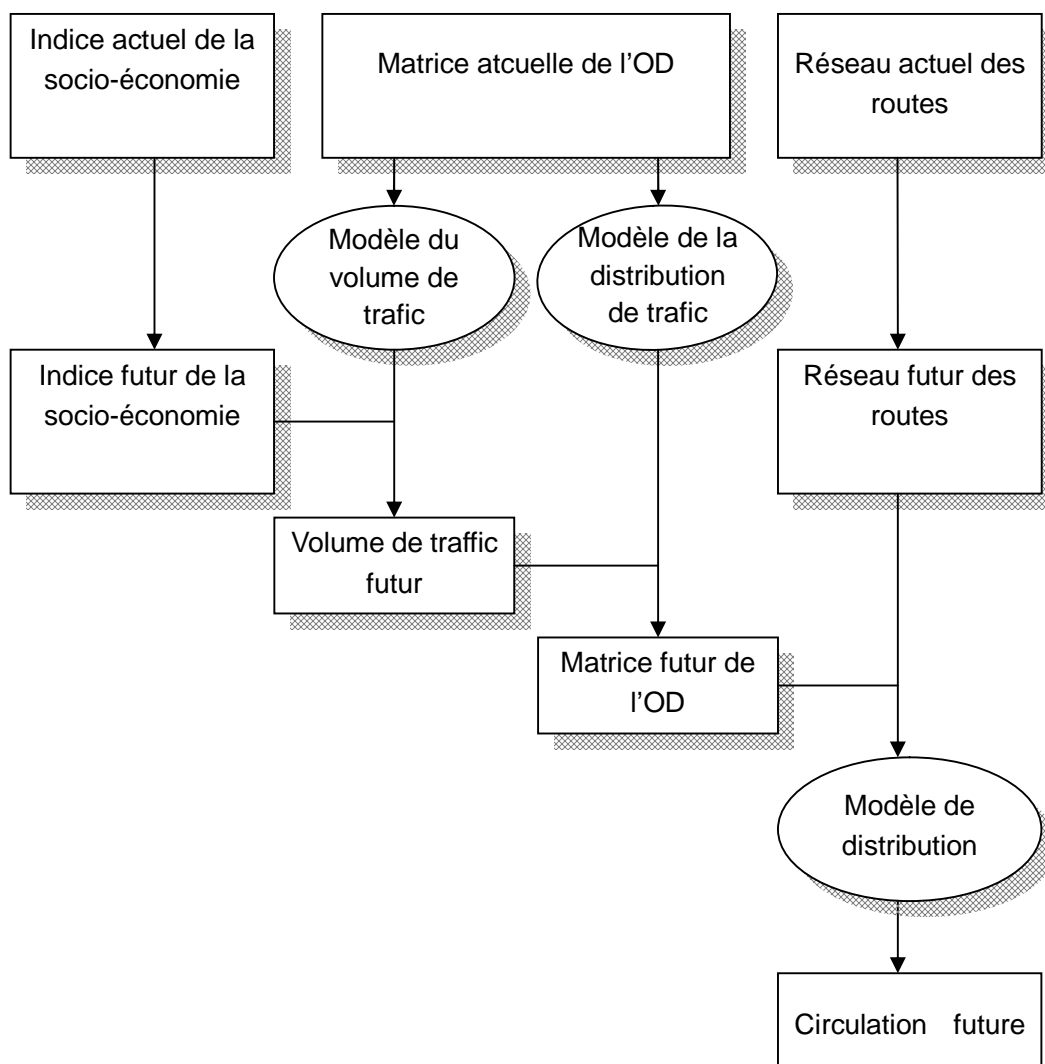 Indice actuel de la
socio-économie
Matrice atcuelle de l'OD
Réseau actuel des
routes
Modèle du
volume de
trafic
Modèle de la
distribution
de trafic
Indice futur de la
socio-économie
Réseau futur des
routes
Volume de traffic
futur
Matrice futur de
l'OD
Modèle de
distribution
Circulation future